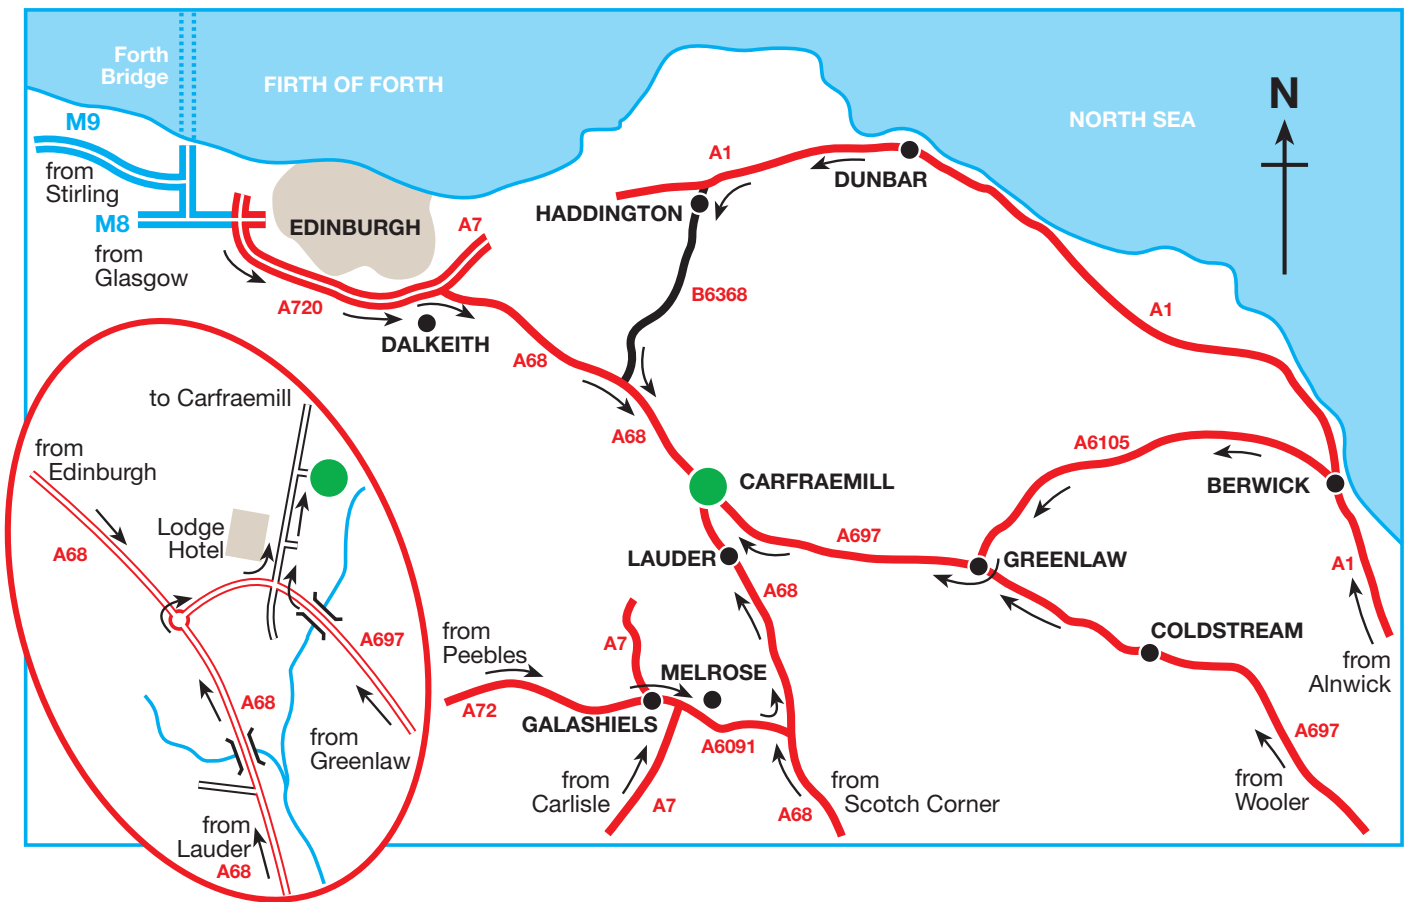 Forth
Bridge
FIRTH OF FORTH
NORTH SEA
N
M9
from
Stirling
M8
from
Glasgow
EDINBURGH
A7
A720
DALKEITH
A68
A1
DUNBAR
HADDINGTON
B6368
A1
A68
CARFRAEMILL
A6105
BERWICK
A697
GREENLAW
LAUDER
A68
A1
COLDSTREAM
from
Alnwick
A697
from
Wooler
from
Peebles
A7
MELROSE
A72
GALASHIELS
A6091
from
Carlisle
A7
A68
from
Scotch Corner
to Carfraemill
from
Edinburgh
Lodge
Hotel
A68
A697
A68
from
Greenlaw
from
Lauder
A68